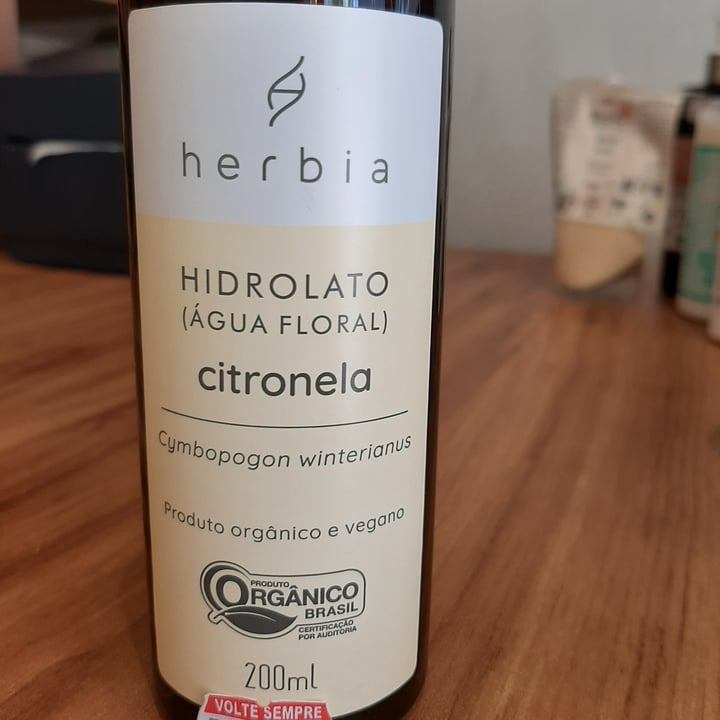 herbia
HIDROLATO
(ÁGUA FLORAL)
citronela
Cymbopogon winterianus
Produto orgânico e vegano
PRODUTO
ORGÂNICO
BRASIL
CERTIFICAÇÃO
POR AUDITORIA
200ml
VOLTE SEMPRE